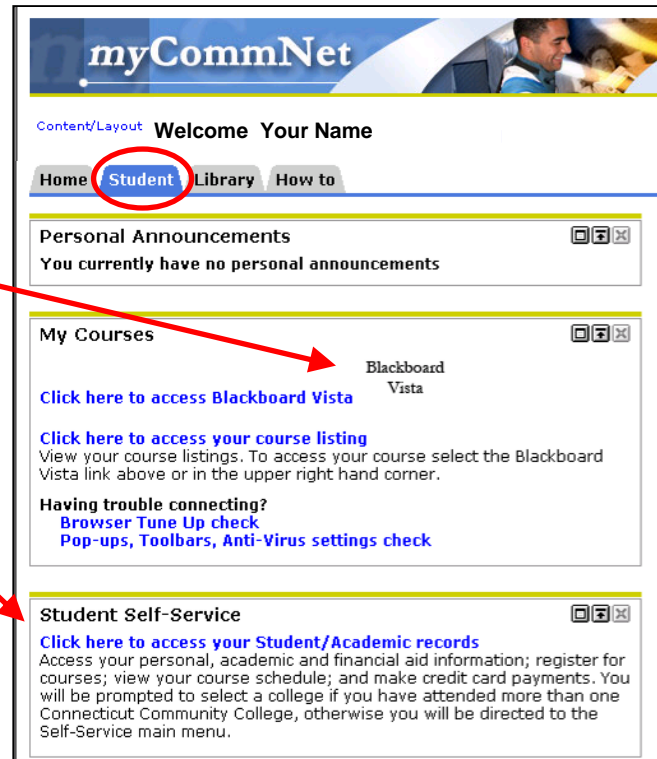 myCommNet
Content/Layout Welcome Your Name
Home Student Library How to
Personal Announcements
You currently have no personal announcements
My Courses
Blackboard
Vista
Click here to access Blackboard Vista
Click here to access your course listing
View your course listings. To access your course select the Blackboard
Vista link above or in the upper right hand corner.
Having trouble connecting?
Browser Tune Up check
Pop-ups, Toolbars, Anti-Virus settings check
Student Self-Service
Click here to access your Student/Academic records
Access your personal, academic and financial aid information; register for
courses; view your course schedule; and make credit card payments. You
will be prompted to select a college if you have attended more than one
Connecticut Community College, otherwise you will be directed to the
Self-Service main menu.